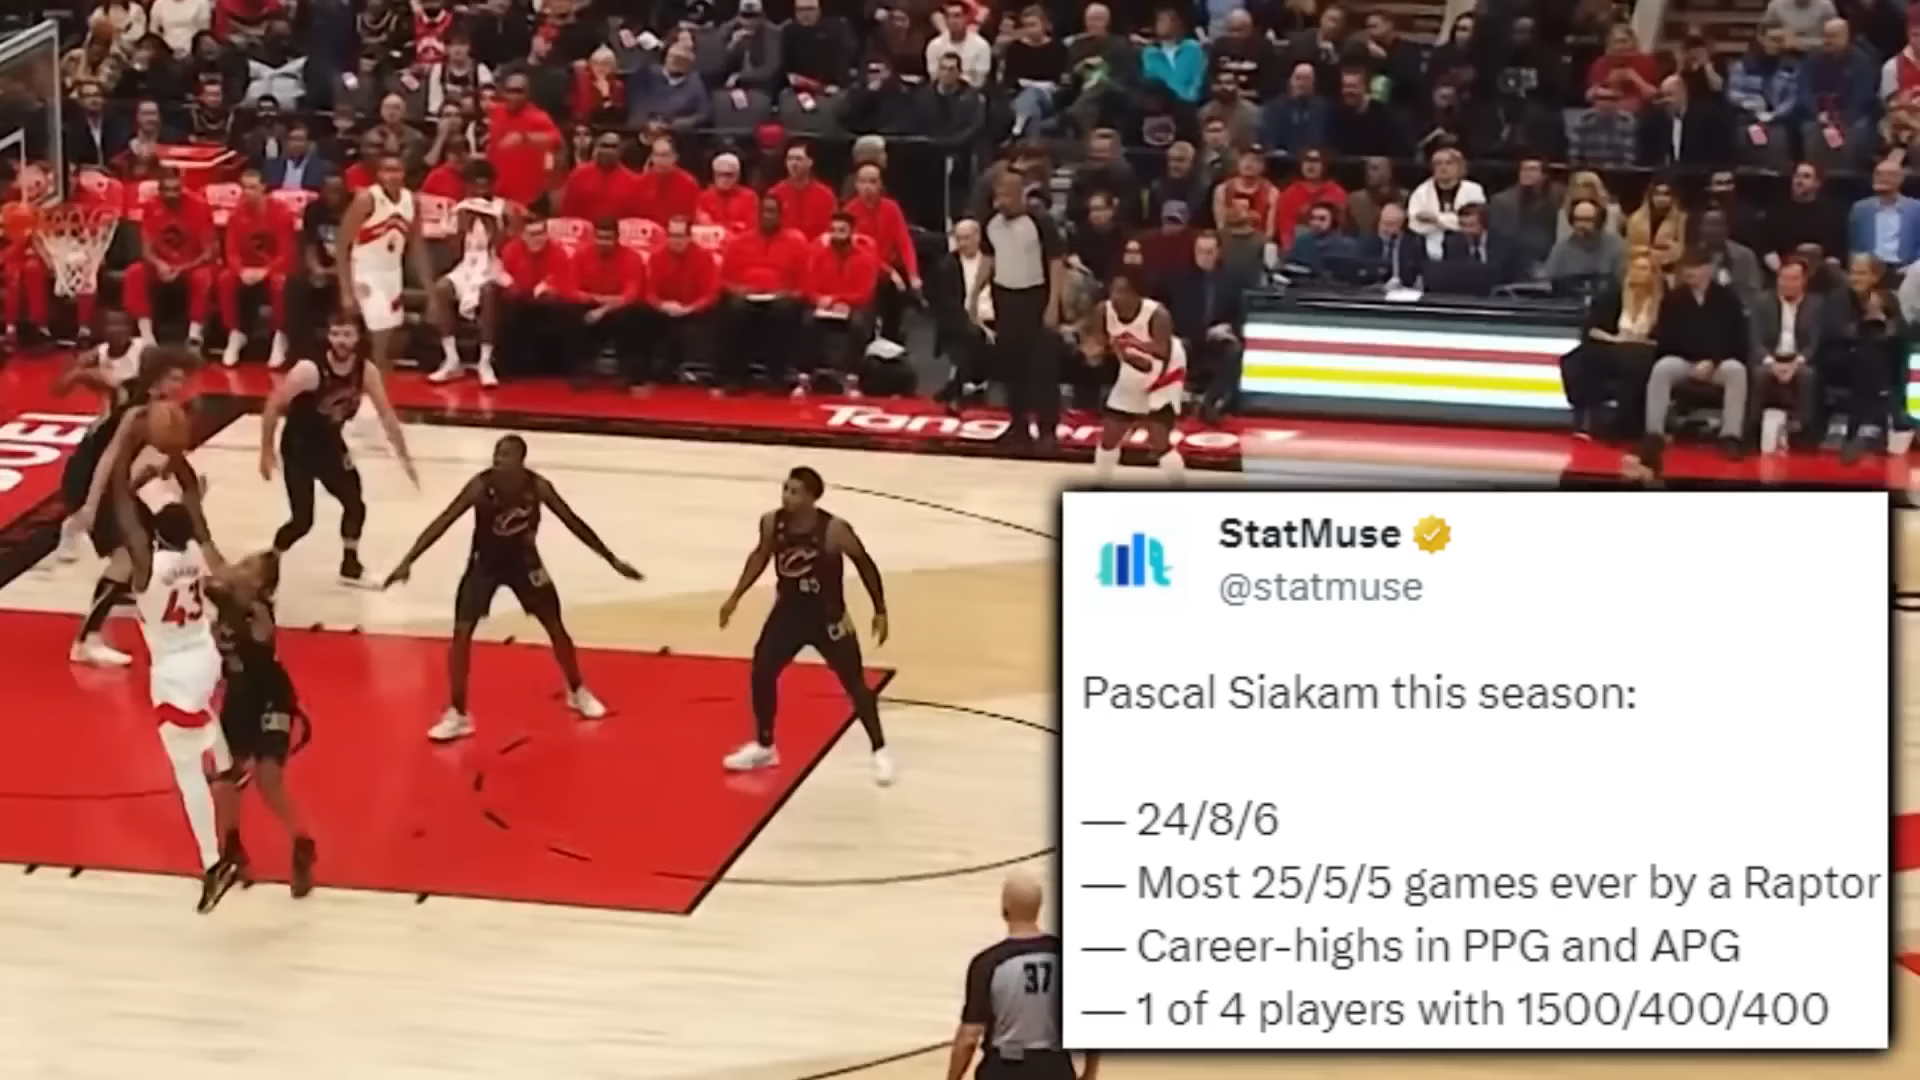 StatMuse
@statmuse
Pascal Siakam this season:
— 24/8/6
— Most 25/5/5 games ever by a Raptor
— Career-highs in PPG and APG
— 1 of 4 players with 1500/400/400
43
45
37